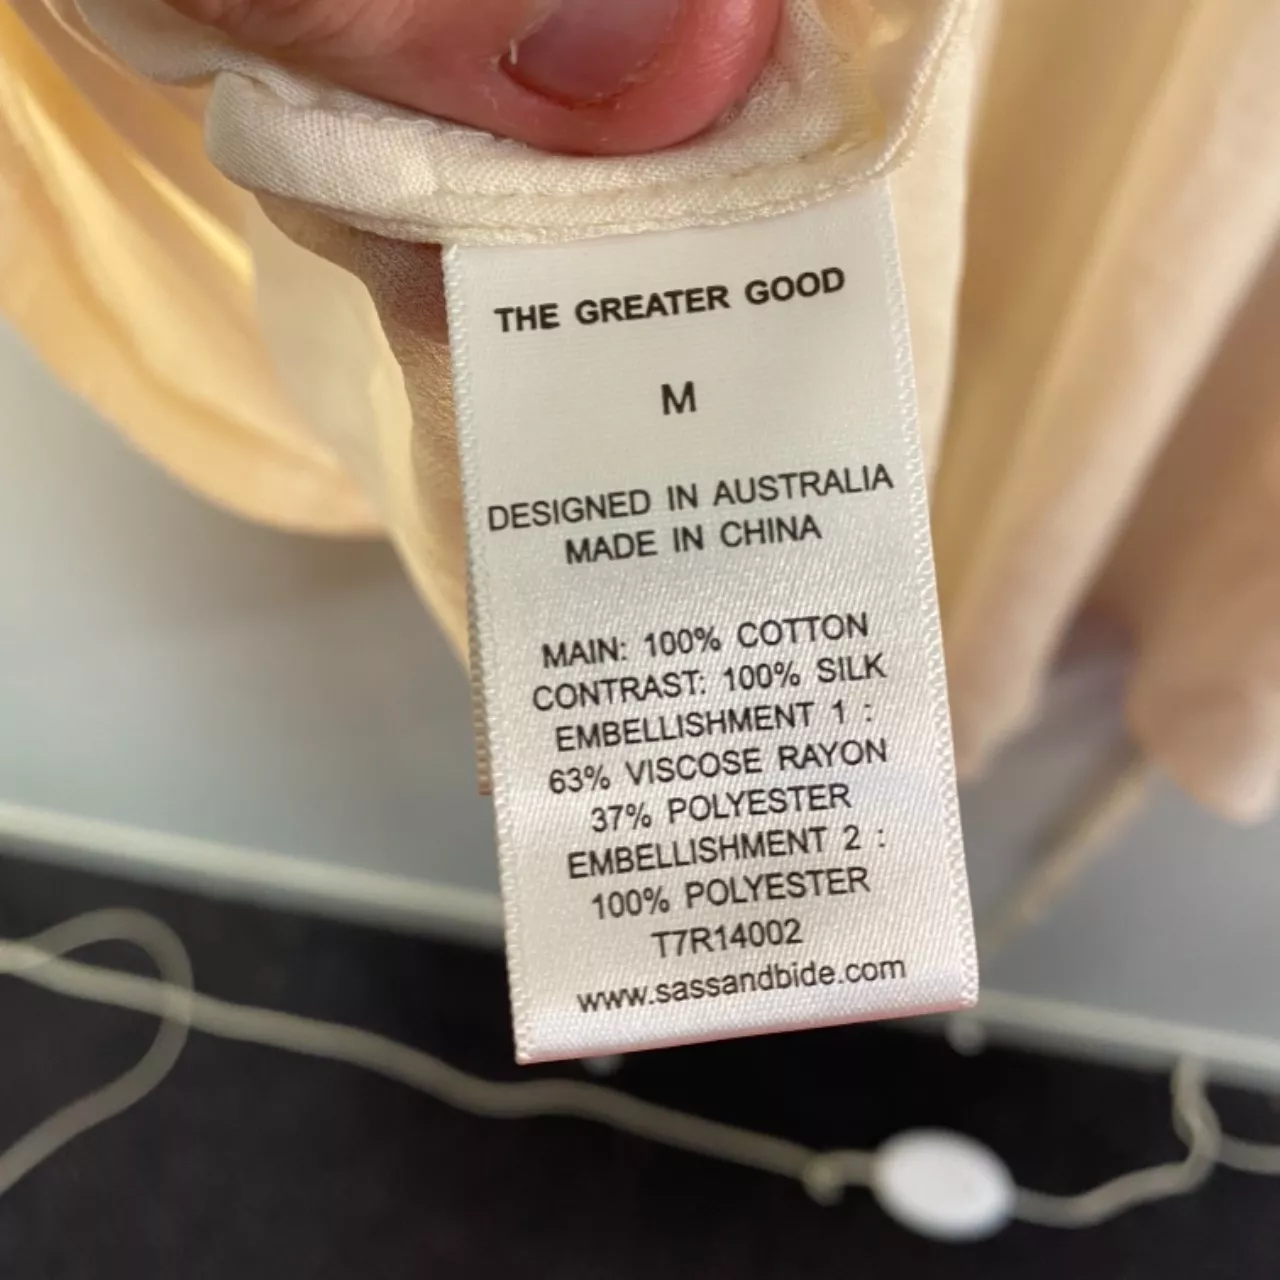 THE GREATER GOOD
M
DESIGNED IN AUSTRALIA
MADE IN CHINA
MAIN: 100% COTTON
CONTRAST: 100% SILK
EMBELLISHMENT 1 :
63% VISCOSE RAYON
37% POLYESTER
EMBELLISHMENT 2 :
100% POLYESTER
T7R14002
www.sassandbide.com